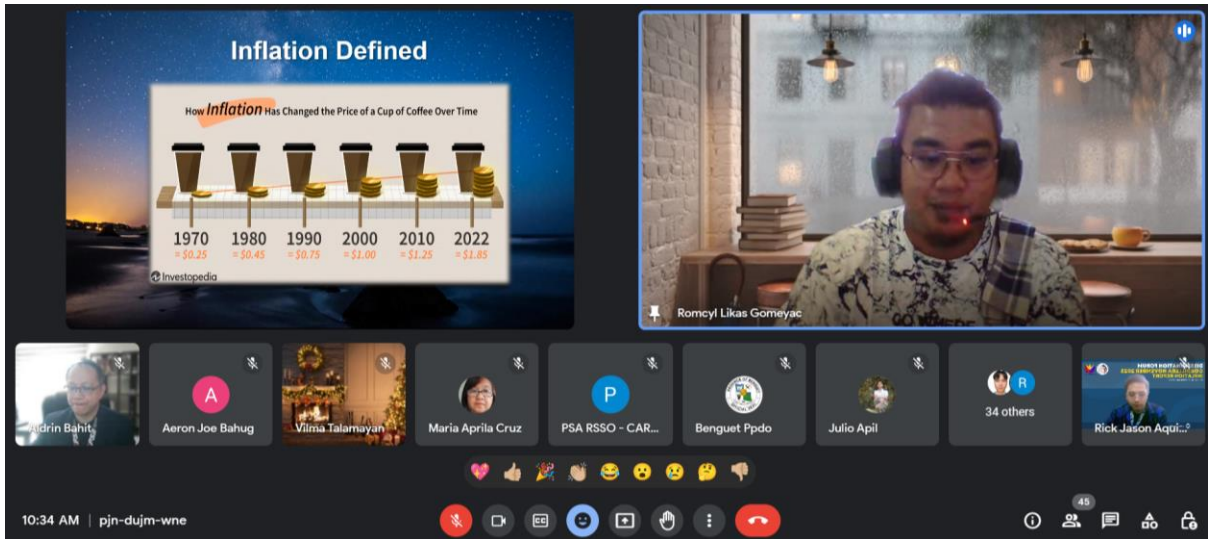 Inflation Defined
How Inflation Has Changed the Price of a Cup of Coffee Over Time
1970 1980 1990 2000 2010 2022
= $0.25 = $0.45 = $0.75 = $1.00 = $1.25 = $1.85
Investopedia
Romcyl Likas Gomeyac
Bahit
A
Aeron Joe Bahug
Vilma Talamayan
Maria Aprila Cruz
P
PSA RSSO - CAR...
Benguet Ppdo
Julio Apil
R
34 others
Rick Jason Aqui...
10:34 AM | pjn-dujm-wne
CC
45